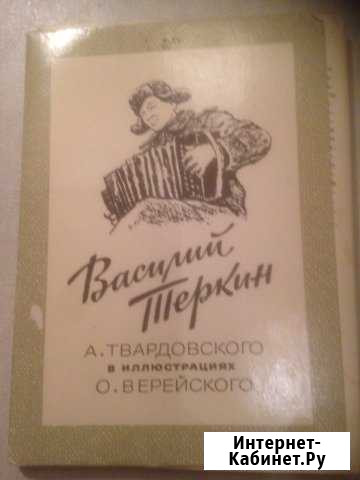 Василий
Теркин
А. ТВАРДОВСКОГО
В ИЛЛЮСТРАЦИЯХ
О. ВЕРЕЙСКОГО
Интернет-
Кабинет.Ру